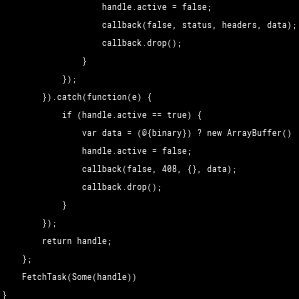 handle.active = false;
callback(false, status, headers, data);
callback.drop();
}
});
}).catch(function(e) {
if (handle.active == true) {
var data = (@{binary}) ? new ArrayBuffer()
handle.active = false;
callback(false, 408, {}, data);
callback.drop();
}
});
return handle;
};
FetchTask(Some(handle))
}